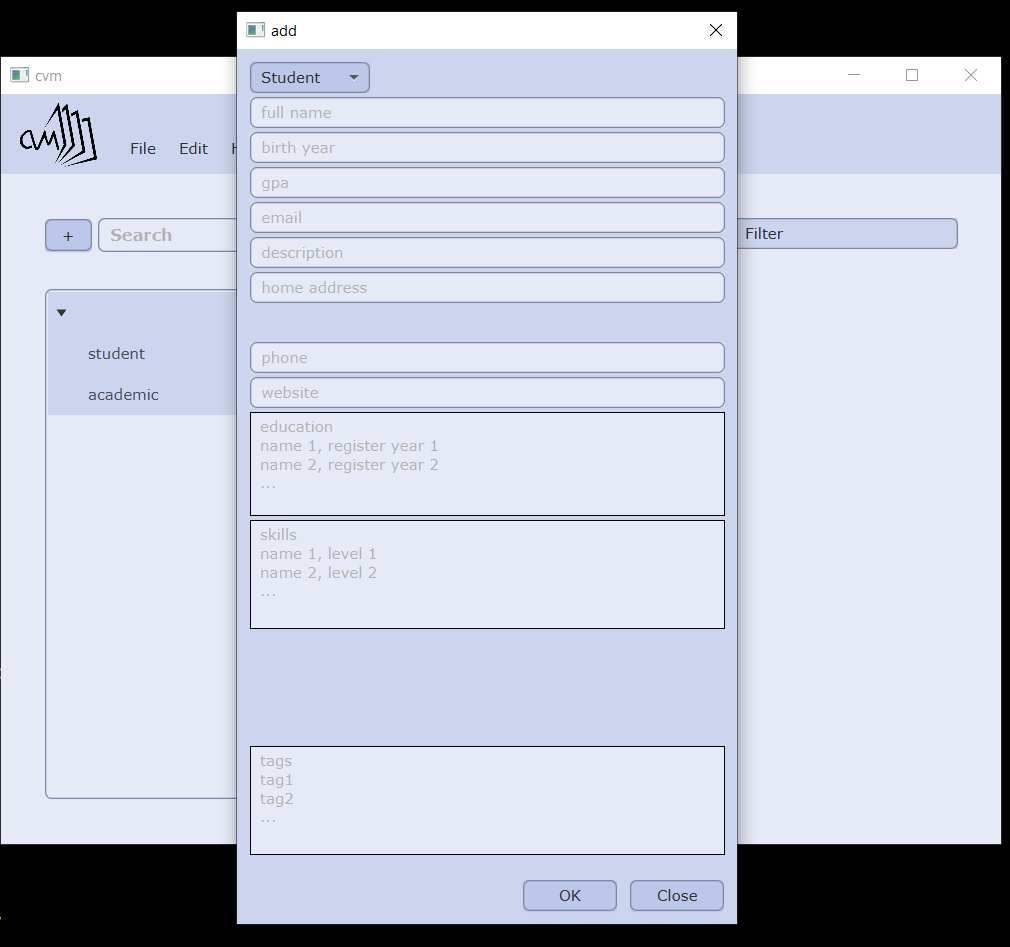 add
cvm
Student
CVM
File Edit H
full name
birth year
gpa
email
description
home address
+
Search
Filter
student
academic
phone
website
education
name 1, register year 1
name 2, register year 2
...
skills
name 1, level 1
name 2, level 2
...
tags
tag1
tag2
...
OK
Close